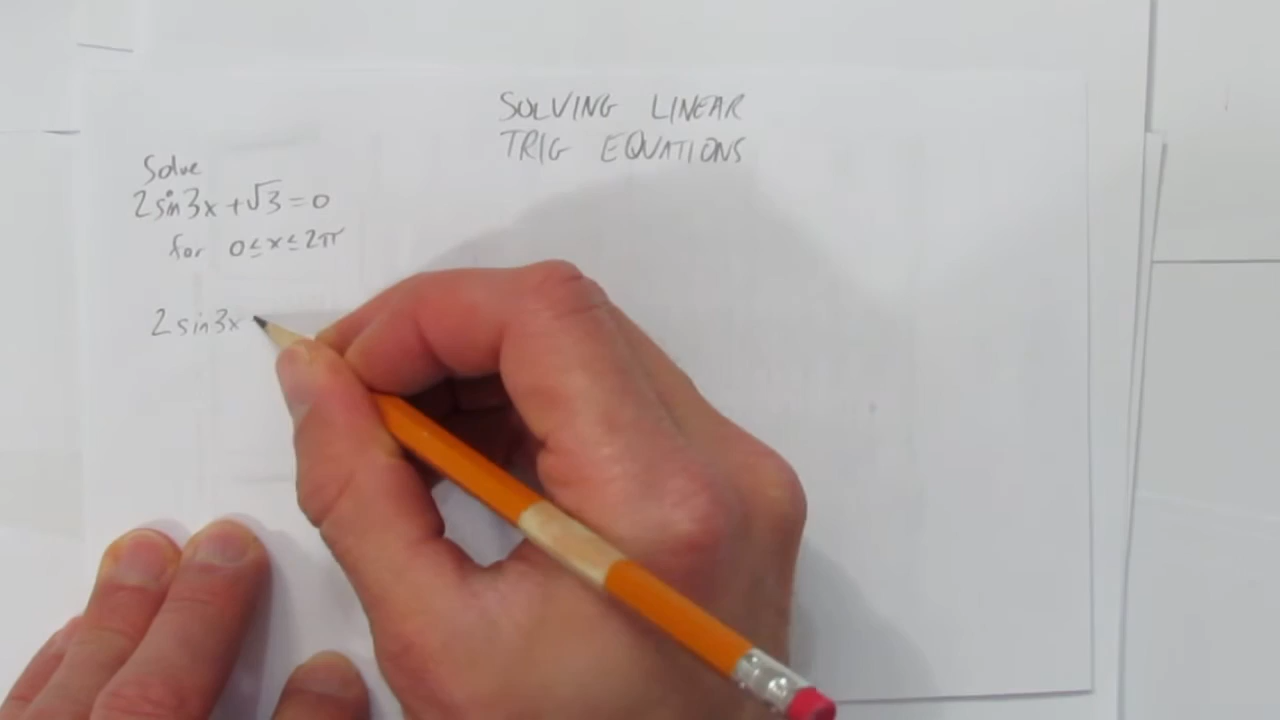 SOLVING LINEAR
TRIG EQUATIONS
Solve
2sin3x+√3=0
for 0≤x≤2π
2sin3x